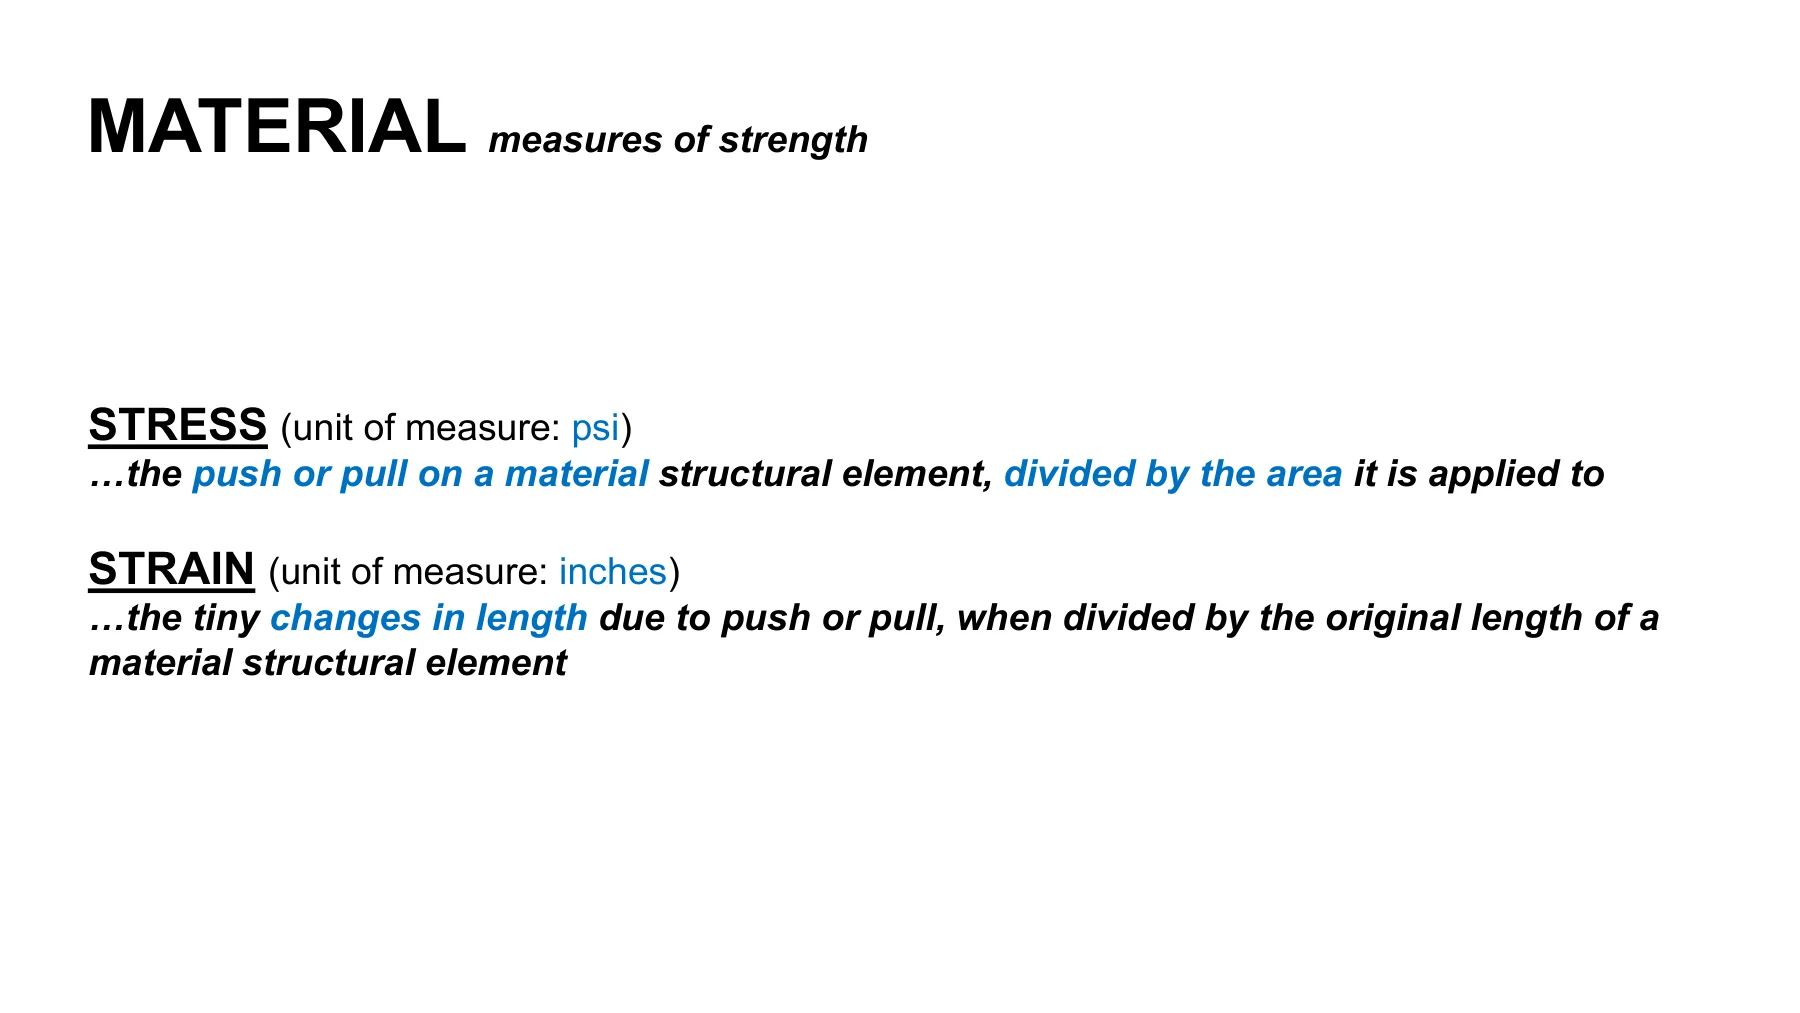 MATERIAL measures of strength
STRESS (unit of measure: psi)
…the push or pull on a material structural element, divided by the area it is applied to
STRAIN (unit of measure: inches)
…the tiny changes in length due to push or pull, when divided by the original length of a
material structural element